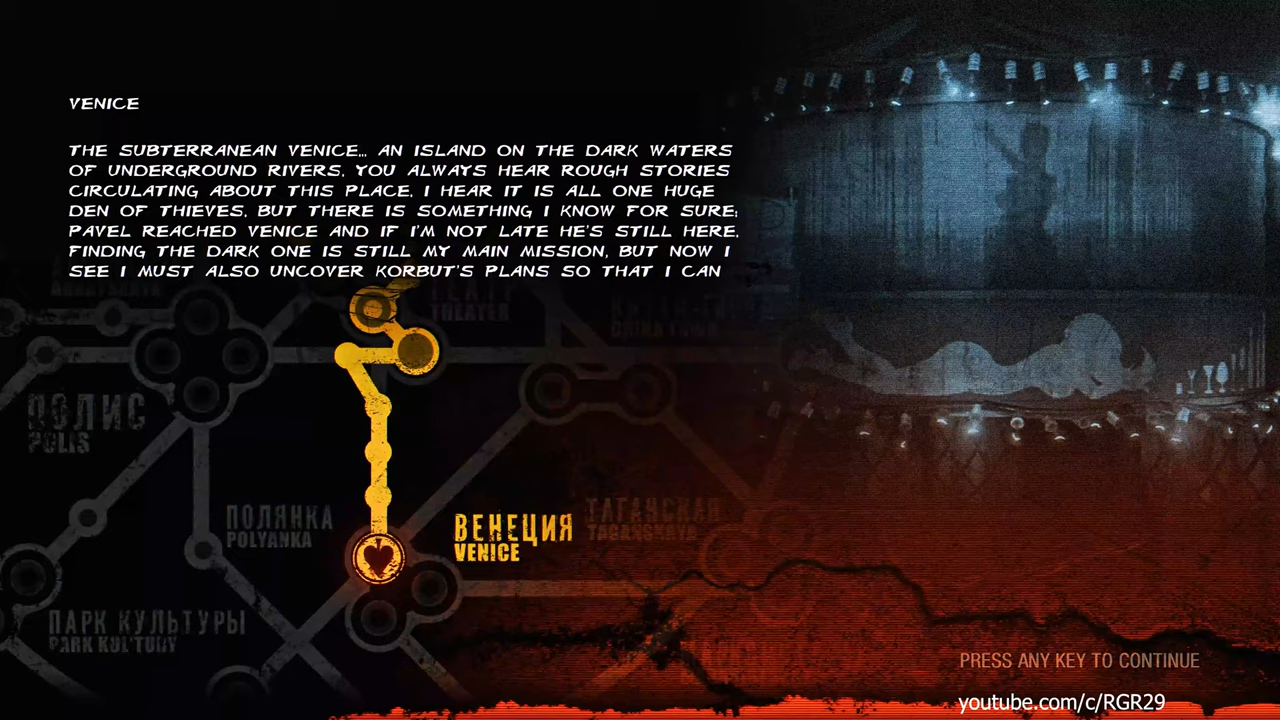 VENICE
THE SUBTERRANEAN VENICE... AN ISLAND ON THE DARK WATERS
OF UNDERGROUND RIVERS. YOU ALWAYS HEAR ROUGH STORIES
CIRCULATING ABOUT THIS PLACE. I HEAR IT IS ALL ONE HUGE
DEN OF THIEVES. BUT THERE IS SOMETHING I KNOW FOR SURE:
PAVEL REACHED VENICE AND IF I'M NOT LATE HE'S STILL HERE.
FINDING THE DARK ONE IS STILL MY MAIN MISSION, BUT NOW I
SEE I MUST ALSO UNCOVER KORBUT'S PLANS SO THAT I CAN
ТЕАТР
THEATER
ПОЛИС
POLIS
ПОЛЯНКА
POLYANKA
ВЕНЕЦИЯ
VENICE
ТАГАНСКАЯ
TAGANSKAYA
ПАРК КУЛЬТУРЫ
PARK KUL'TURY
PRESS ANY KEY TO CONTINUE
youtube.com/c/RGR29